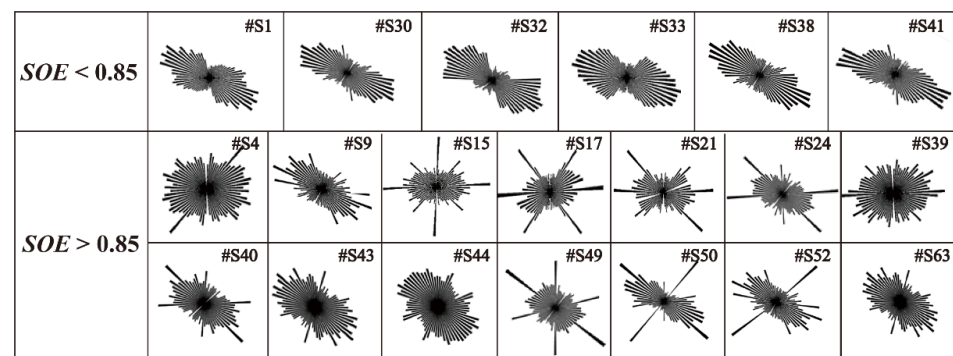 SOE < 0.85
#S1 #S30 #S32 #S33 #S38 #S41
SOE > 0.85
#S4 #S9 #S15 #S17 #S21 #S24 #S39
#S40 #S43 #S44 #S49 #S50 #S52 #S63